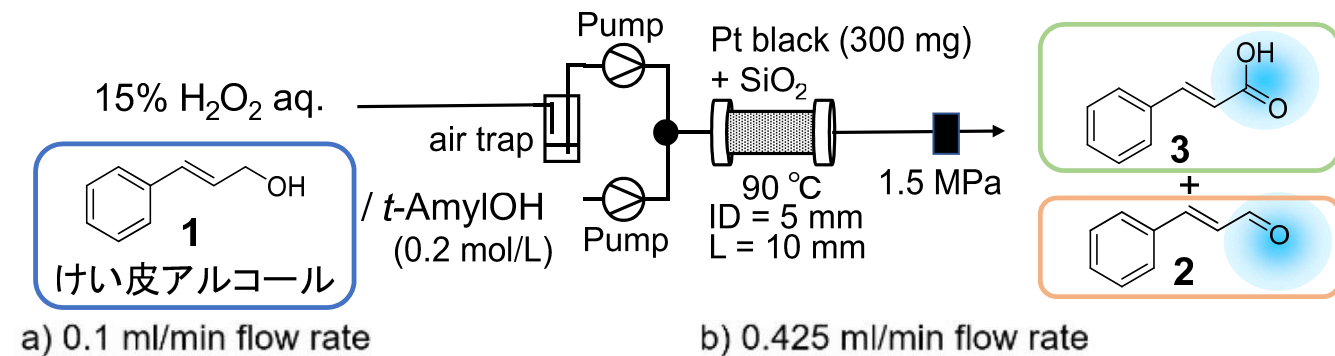 Pump
Pt black (300 mg)
+ SiO₂
15% H₂O₂ aq.
air trap
OH
1
けい皮アルコール
/ t-AmylOH
(0.2 mol/L)
Pump
90 ℃
ID = 5 mm
L = 10 mm
1.5 MPa
OH
O
3
+
O
2
a) 0.1 ml/min flow rate
b) 0.425 ml/min flow rate